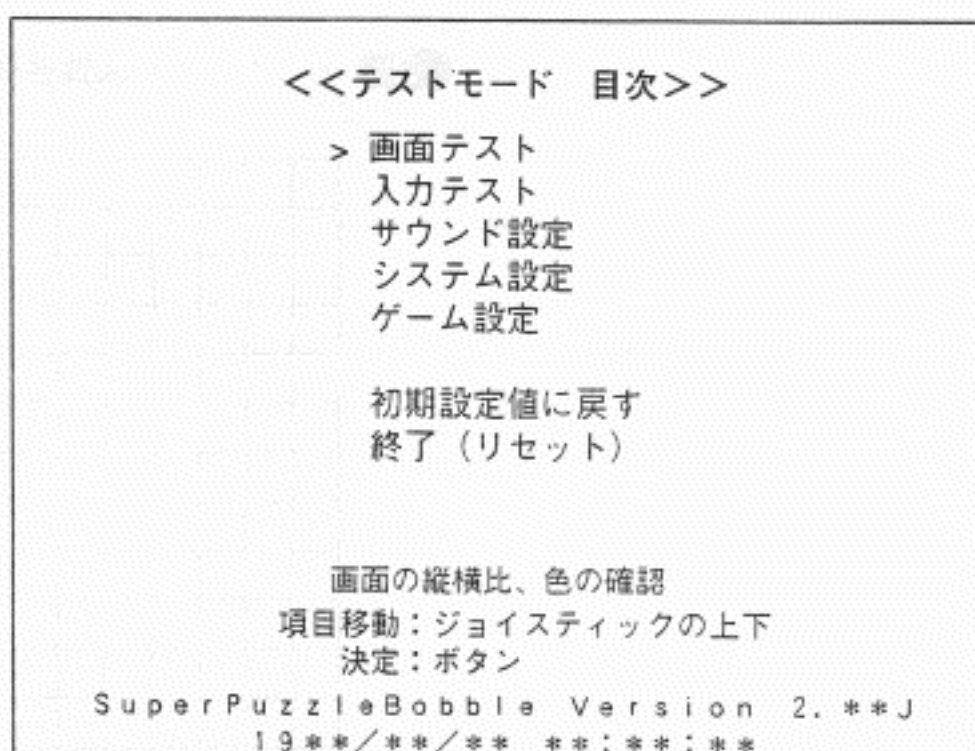 <<テストモード　目次>>
> 画面テスト
入力テスト
サウンド設定
システム設定
ゲーム設定
初期設定値に戻す
終了（リセット）
画面の縦横比、色の確認
項目移動：ジョイスティックの上下
決定：ボタン
SuperPuzzleBobble Version 2.**J
19**/**/** **:**:**